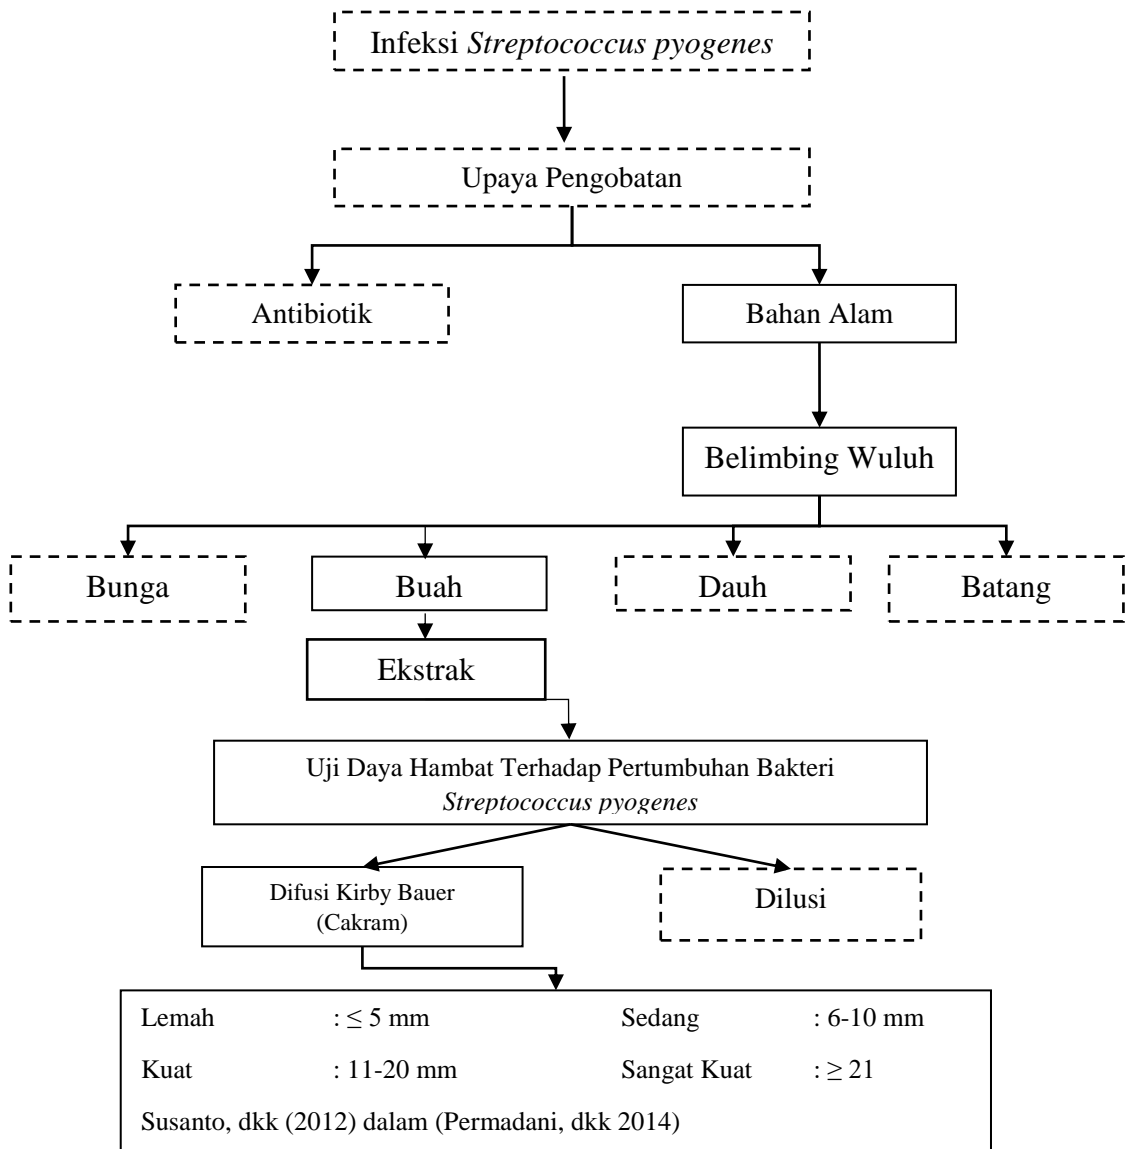 Infeksi Streptococcus pyogenes
Upaya Pengobatan
Antibiotik
Bahan Alam
Belimbing Wuluh
Bunga
Buah
Dauh
Batang
Ekstrak
Uji Daya Hambat Terhadap Pertumbuhan Bakteri
Streptococcus pyogenes
Difusi Kirby Bauer
(Cakram)
Dilusi
Lemah : ≤ 5 mm Sedang : 6-10 mm
Kuat : 11-20 mm Sangat Kuat : ≥ 21
Susanto, dkk (2012) dalam (Permadani, dkk 2014)